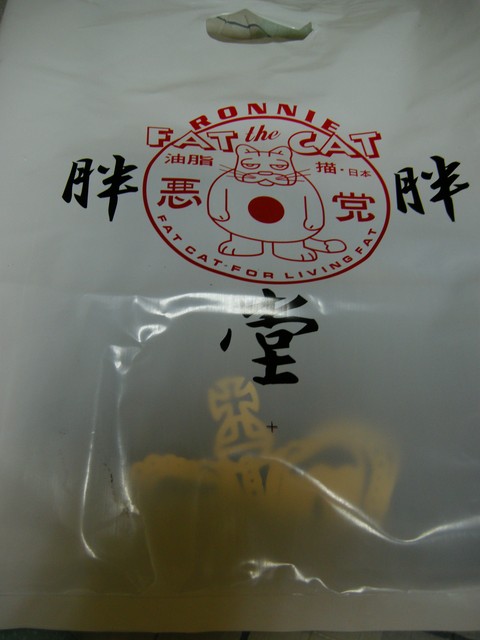 RONNIE
FAT the CAT
油脂 描・日本
胖 悪 党 胖
FAT CAT・FOR LIVING FAT
堂